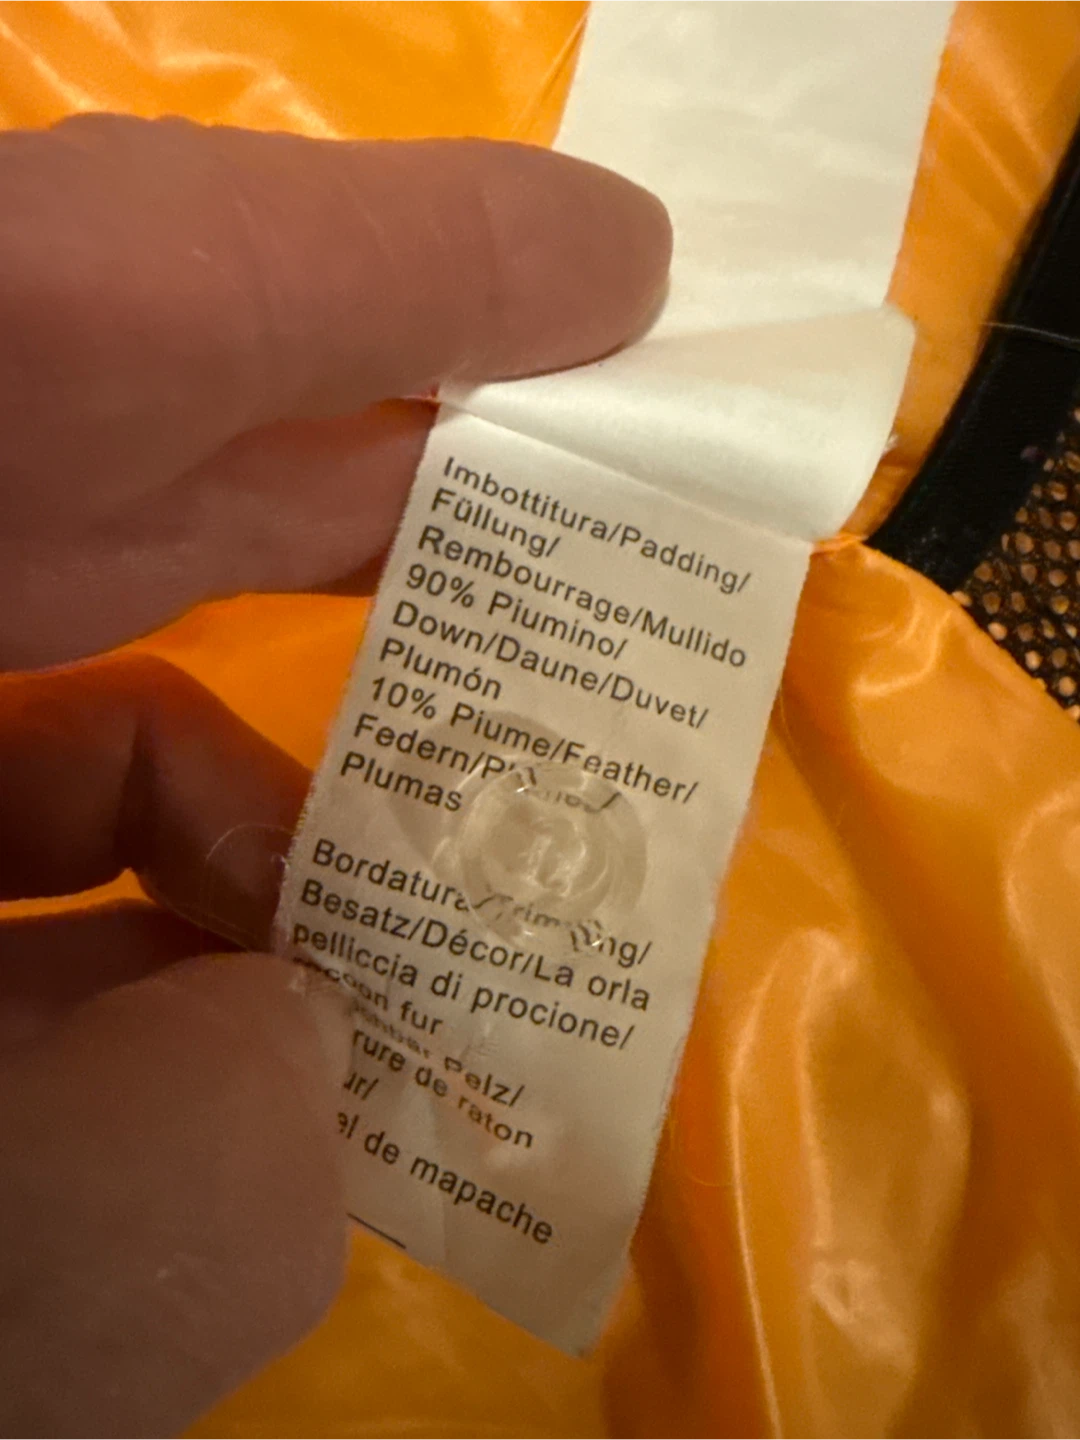 Imbottitura/Padding/
Füllung/
Rembourrage/Mullido
90% Piumino/
Down/Daune/Duvet/
Plumón
10% Piume/Feather/
Federn/
Plumas
Bordatura/Trimming/
Besatz/Décor/La orla
pelliccia di procione/
fur
Pelz/
de raton
de mapache